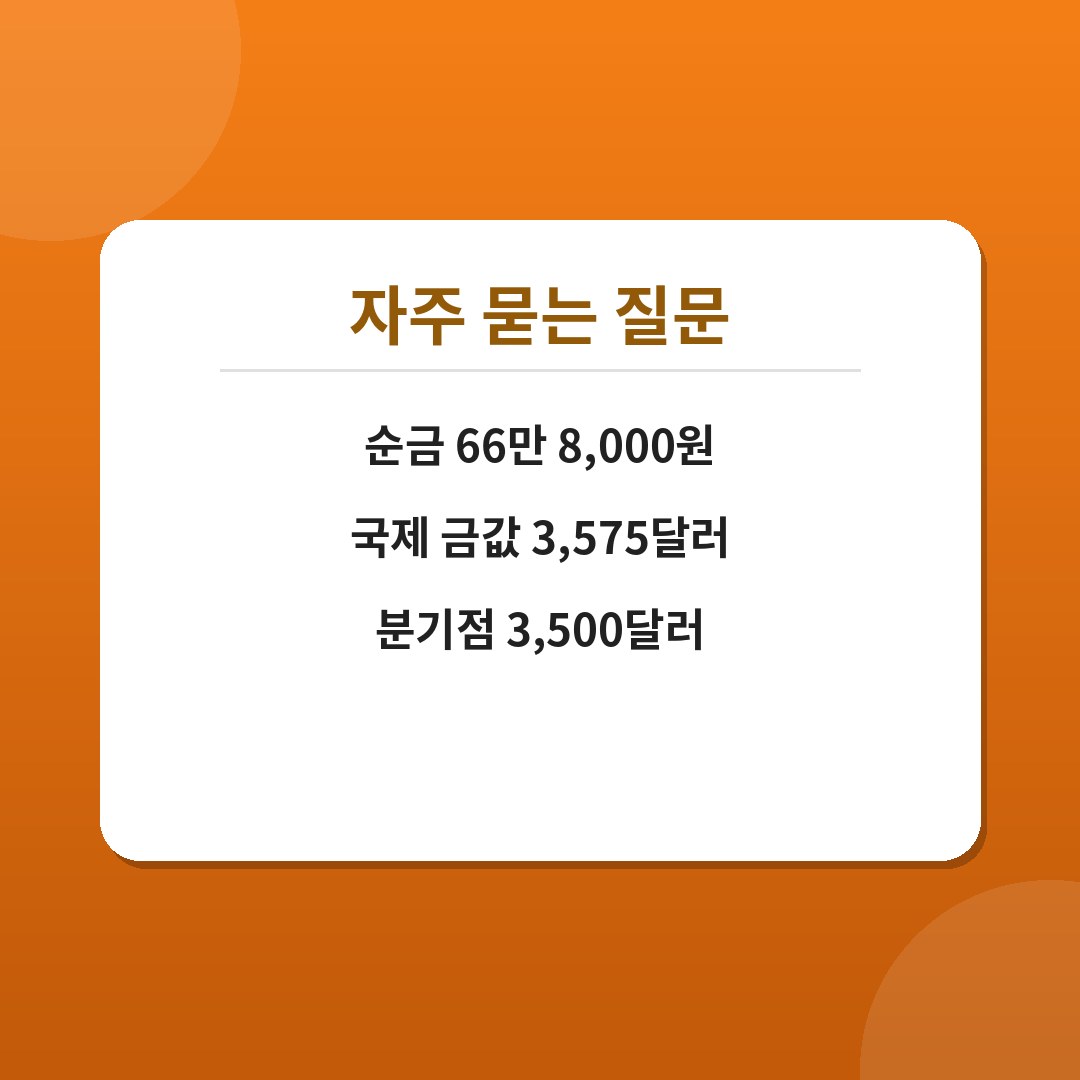 자주 묻는 질문
순금 66만 8,000원
국제 금값 3,575달러
분기점 3,500달러